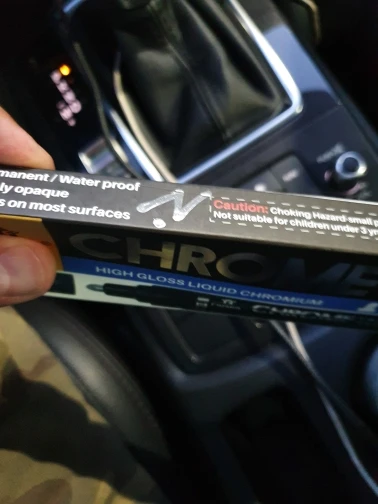 manent / Water proof
ly opaque
s on most surfaces
Caution: Choking Hazard-small
Not suitable for children under 3
CHROME
HIGH GLOSS LIQUID CHROMIUM